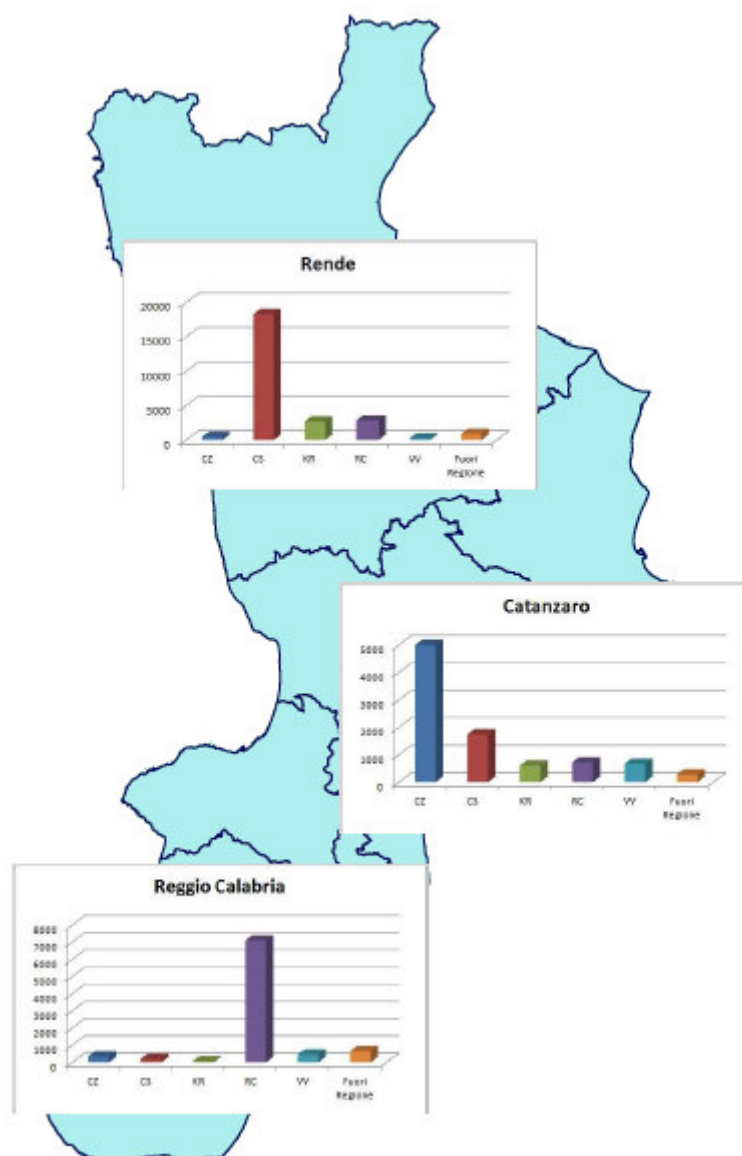 Rende
20000
15000
10000
5000
0
CZ CS KR RC VV Fuori
Regione
Catanzaro
5000
4000
3000
2000
1000
0
CZ CS KR RC VV Fuori
Regione
Reggio Calabria
8000
7000
6000
5000
4000
3000
2000
1000
0
CZ CS KR RC VV Fuori
Regione